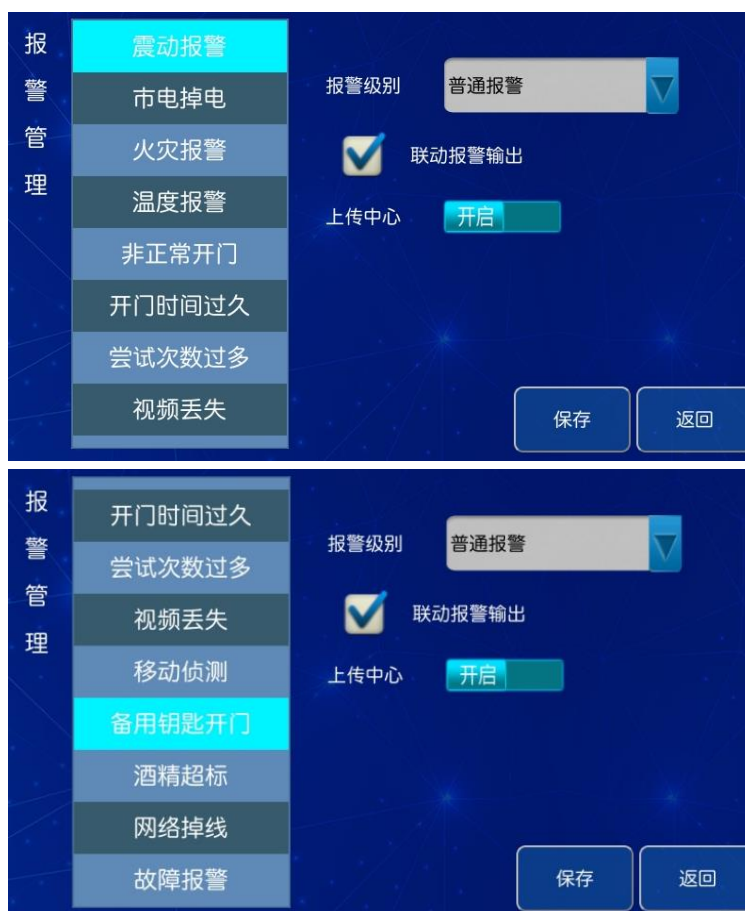 报警管理
震动报警
市电掉电
火灾报警
温度报警
非正常开门
开门时间过久
尝试次数过多
视频丢失
报警级别 普通报警
联动报警输出
上传中心 开启
保存 返回
报警管理
开门时间过久
尝试次数过多
视频丢失
移动侦测
备用钥匙开门
酒精超标
网络掉线
故障报警
报警级别 普通报警
联动报警输出
上传中心 开启
保存 返回